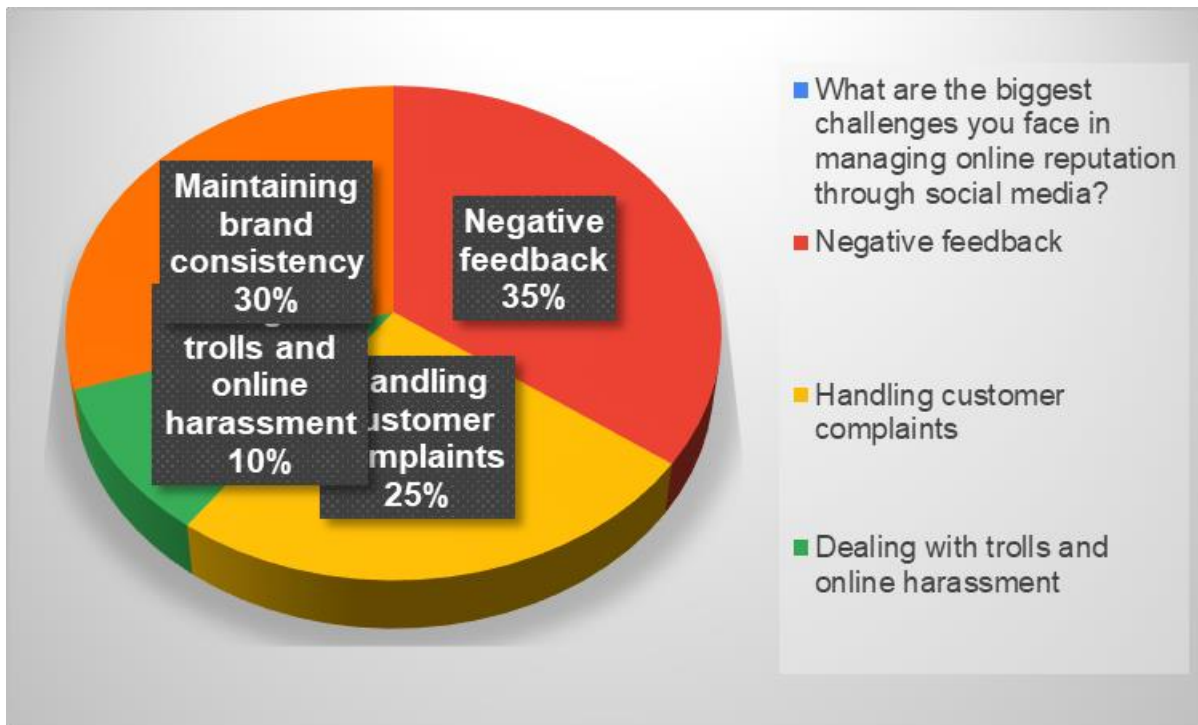 Maintaining
brand
consistency
30%
Negative
feedback
35%
trolls and
online
harassment
10%
andling
ustomer
mplaints
25%
What are the biggest
challenges you face in
managing online reputation
through social media?
Negative feedback
Handling customer
complaints
Dealing with trolls and
online harassment